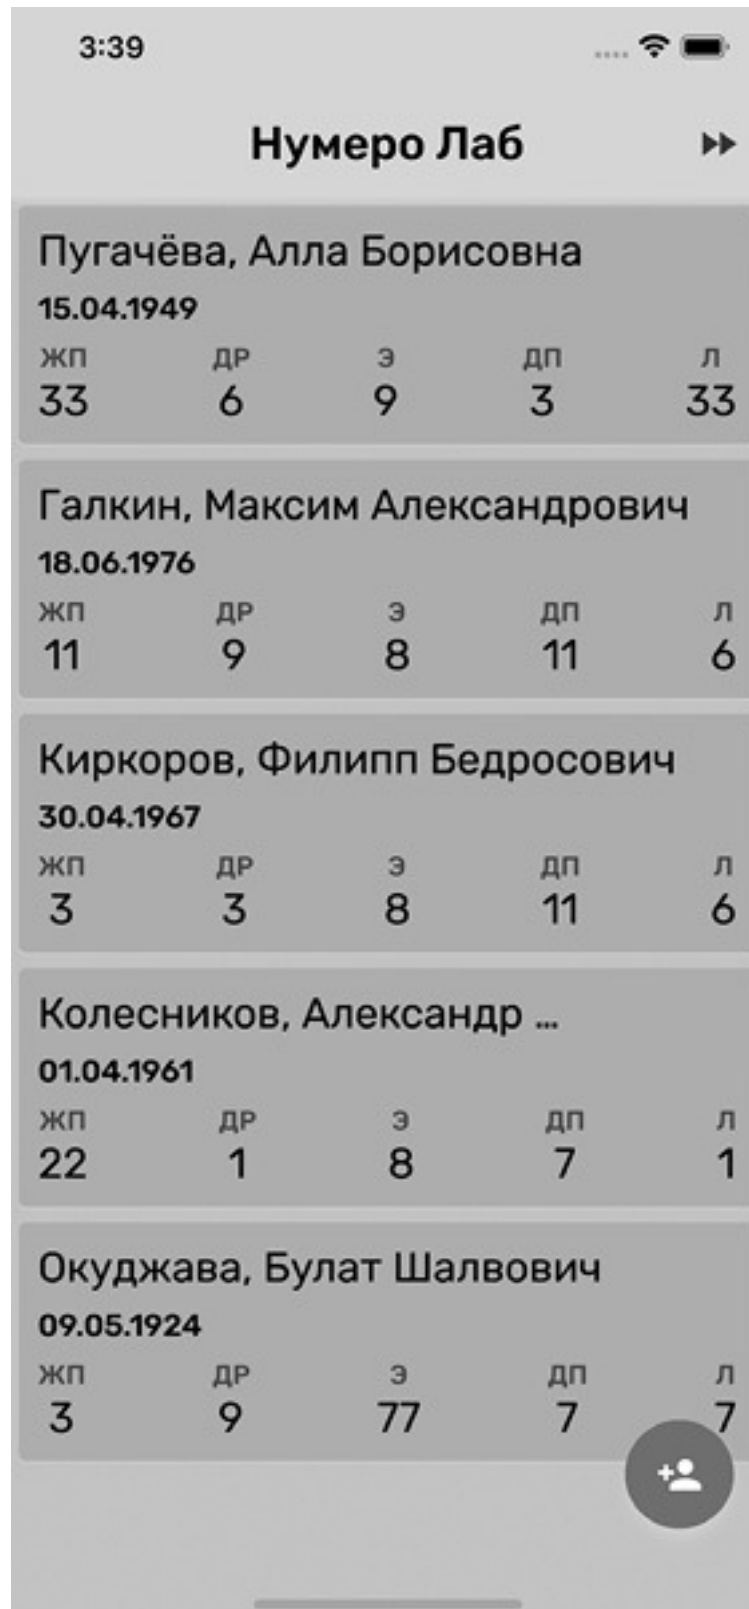 3:39
Нумеро Лаб
Пугачёва, Алла Борисовна
15.04.1949
ЖП ДР Э ДП Л
33 6 9 3 33
Галкин, Максим Александрович
18.06.1976
ЖП ДР Э ДП Л
11 9 8 11 6
Киркоров, Филипп Бедросович
30.04.1967
ЖП ДР Э ДП Л
3 3 8 11 6
Колесников, Александр ...
01.04.1961
ЖП ДР Э ДП Л
22 1 8 7 1
Окуджава, Булат Шалвович
09.05.1924
ЖП ДР Э ДП Л
3 9 77 7 7